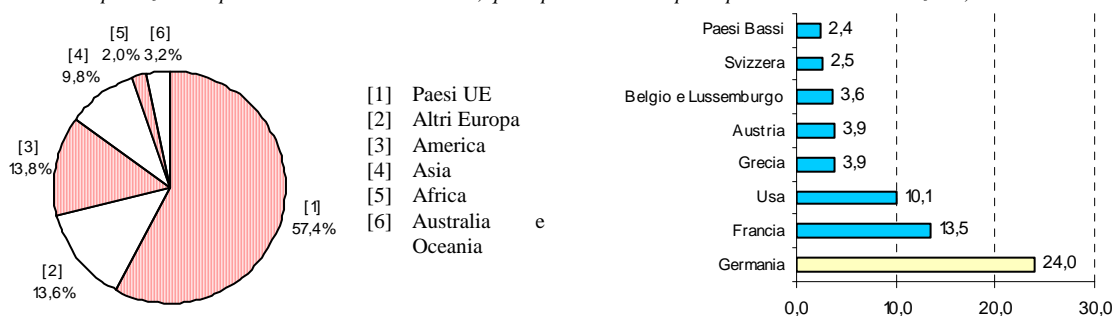 [5] [6]
[4] 2,0% 3,2%
9,8%
[3]
13,8%
[1]
57,4%
[2]
13,6%
[1] Paesi UE
[2] Altri Europa
[3] America
[4] Asia
[5] Africa
[6] Australia e
Oceania
Paesi Bassi 2,4
Svizzera 2,5
Belgio e Lussemburgo 3,6
Austria 3,9
Grecia 3,9
Usa 10,1
Francia 13,5
Germania 24,0
0,0 10,0 20,0 30,0